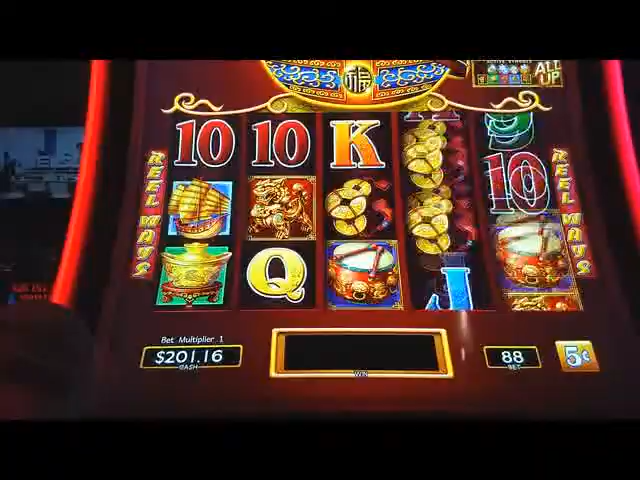 ALL
UP
福
10 10 K
10
REEL WAYS
REEL WAYS
Q
J
Bet Multiplier 1
$201.16
CASH
WIN
88
BET
5¢